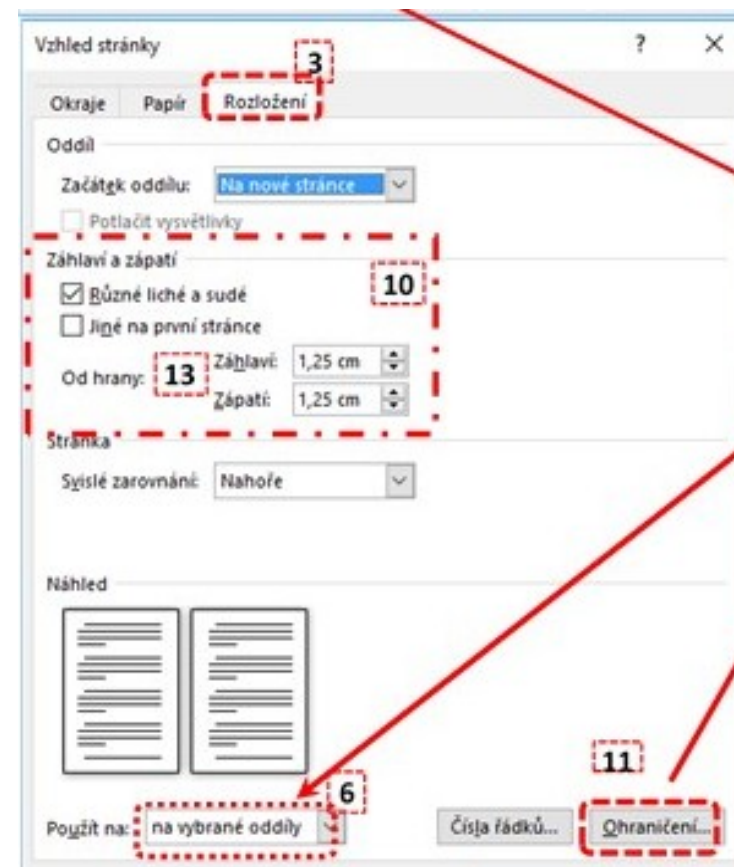 Vzhled stránky ? ×
3
Okraje Papír Rozložení
Oddíl
Začátek oddílu: Na nové stránce
Potlačit vysvětlivky
Záhlaví a zápatí
10
Různé liché a sudé
Jiné na první stránce
Od hrany: 13 Záhlaví: 1,25 cm
Zápatí: 1,25 cm
Stránka
Svislé zarovnání: Nahoře
Náhled
11
6
Použít na: na vybrané oddíly Čísla řádků... Ohraničení...